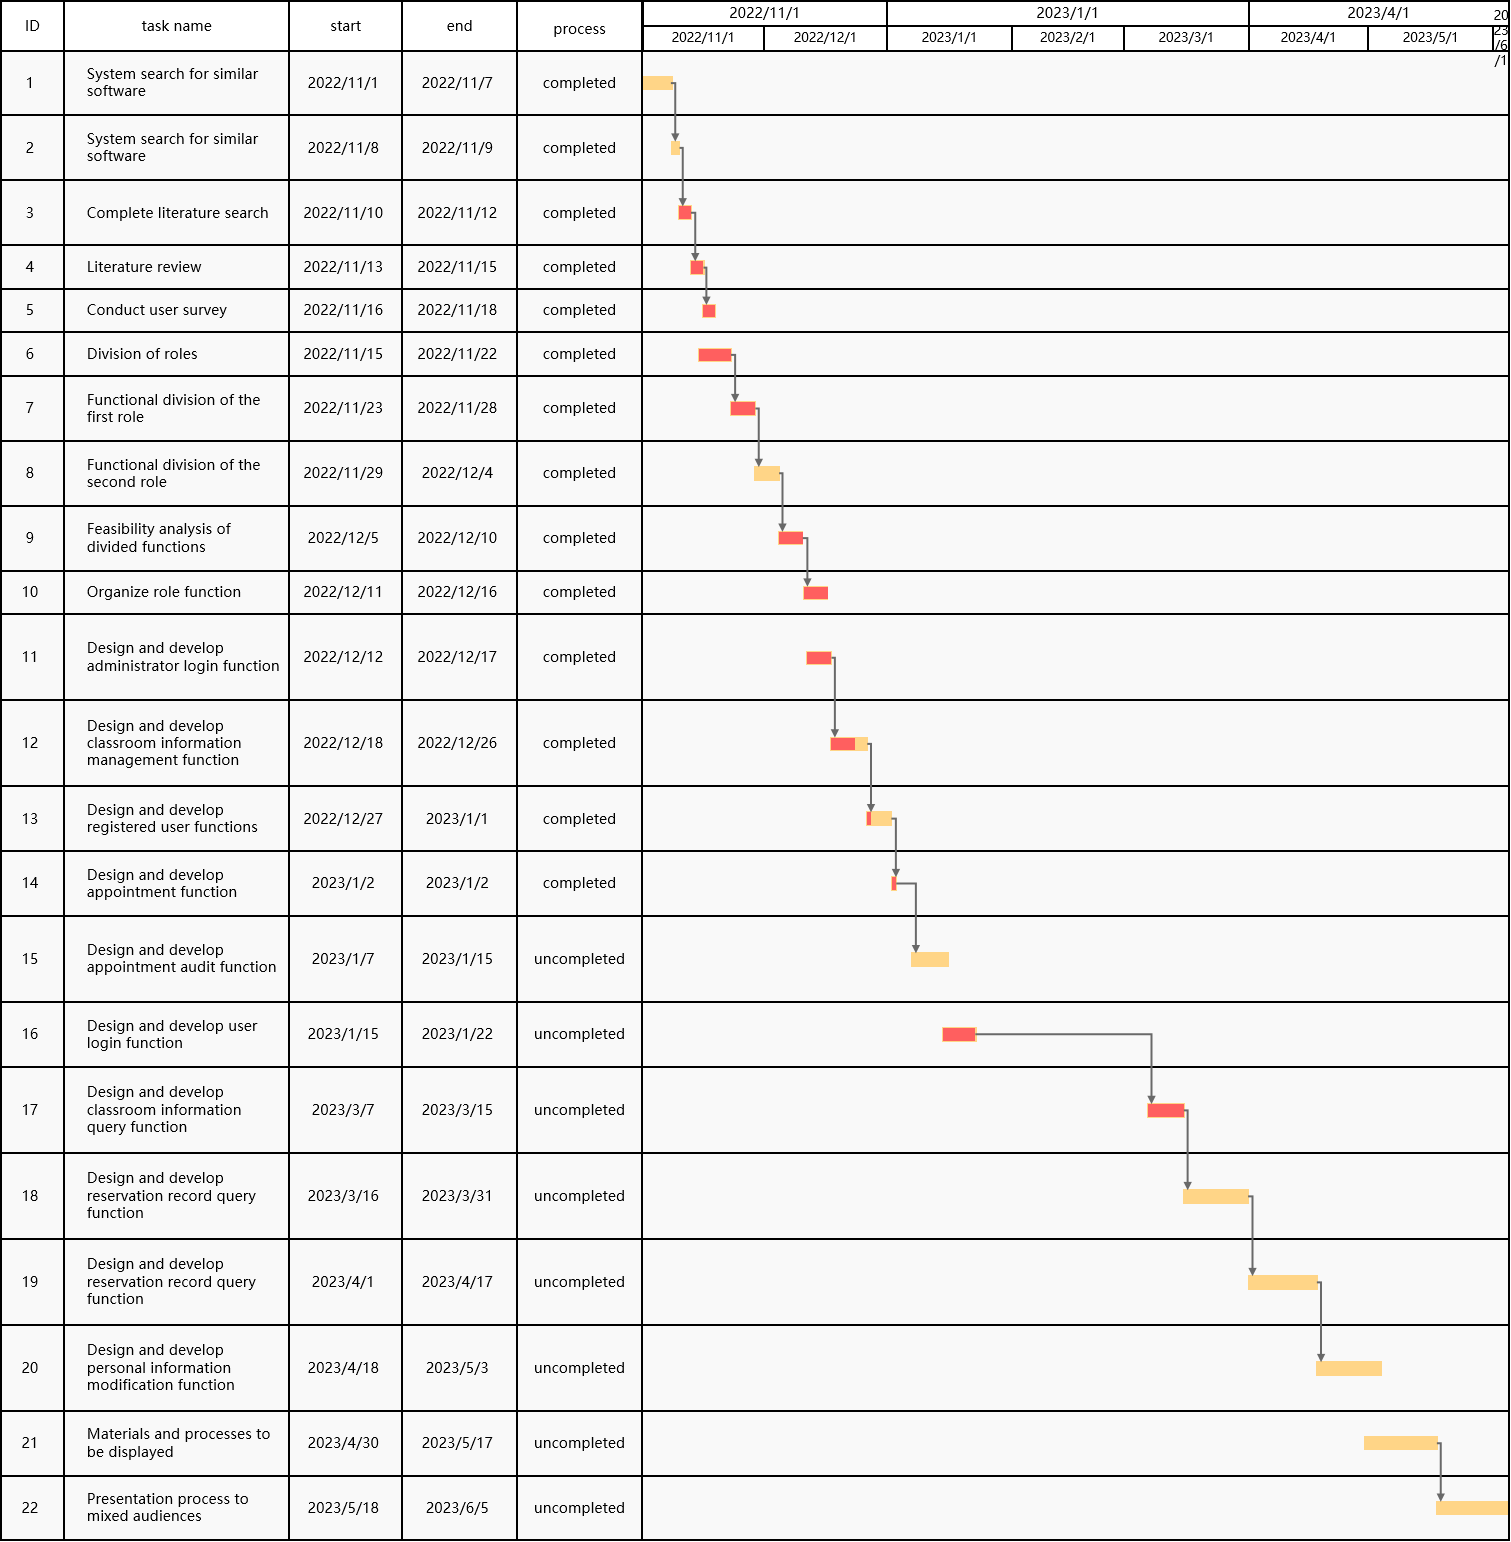 ID
task name
start
end
process
2022/11/1
2023/1/1
2023/4/1
20
23
/6
/1
2022/11/1
2022/12/1
2023/1/1
2023/2/1
2023/3/1
2023/4/1
2023/5/1
1
System search for similar
software
2022/11/1
2022/11/7
completed
2
System search for similar
software
2022/11/8
2022/11/9
completed
3
Complete literature search
2022/11/10
2022/11/12
completed
4
Literature review
2022/11/13
2022/11/15
completed
5
Conduct user survey
2022/11/16
2022/11/18
completed
6
Division of roles
2022/11/15
2022/11/22
completed
7
Functional division of the
first role
2022/11/23
2022/11/28
completed
8
Functional division of the
second role
2022/11/29
2022/12/4
completed
9
Feasibility analysis of
divided functions
2022/12/5
2022/12/10
completed
10
Organize role function
2022/12/11
2022/12/16
completed
11
Design and develop
administrator login function
2022/12/12
2022/12/17
completed
12
Design and develop
classroom information
management function
2022/12/18
2022/12/26
completed
13
Design and develop
registered user functions
2022/12/27
2023/1/1
completed
14
Design and develop
appointment function
2023/1/2
2023/1/2
completed
15
Design and develop
appointment audit function
2023/1/7
2023/1/15
uncompleted
16
Design and develop user
login function
2023/1/15
2023/1/22
uncompleted
17
Design and develop
classroom information
query function
2023/3/7
2023/3/15
uncompleted
18
Design and develop
reservation record query
function
2023/3/16
2023/3/31
uncompleted
19
Design and develop
reservation record query
function
2023/4/1
2023/4/17
uncompleted
20
Design and develop
personal information
modification function
2023/4/18
2023/5/3
uncompleted
21
Materials and processes to
be displayed
2023/4/30
2023/5/17
uncompleted
22
Presentation process to
mixed audiences
2023/5/18
2023/6/5
uncompleted